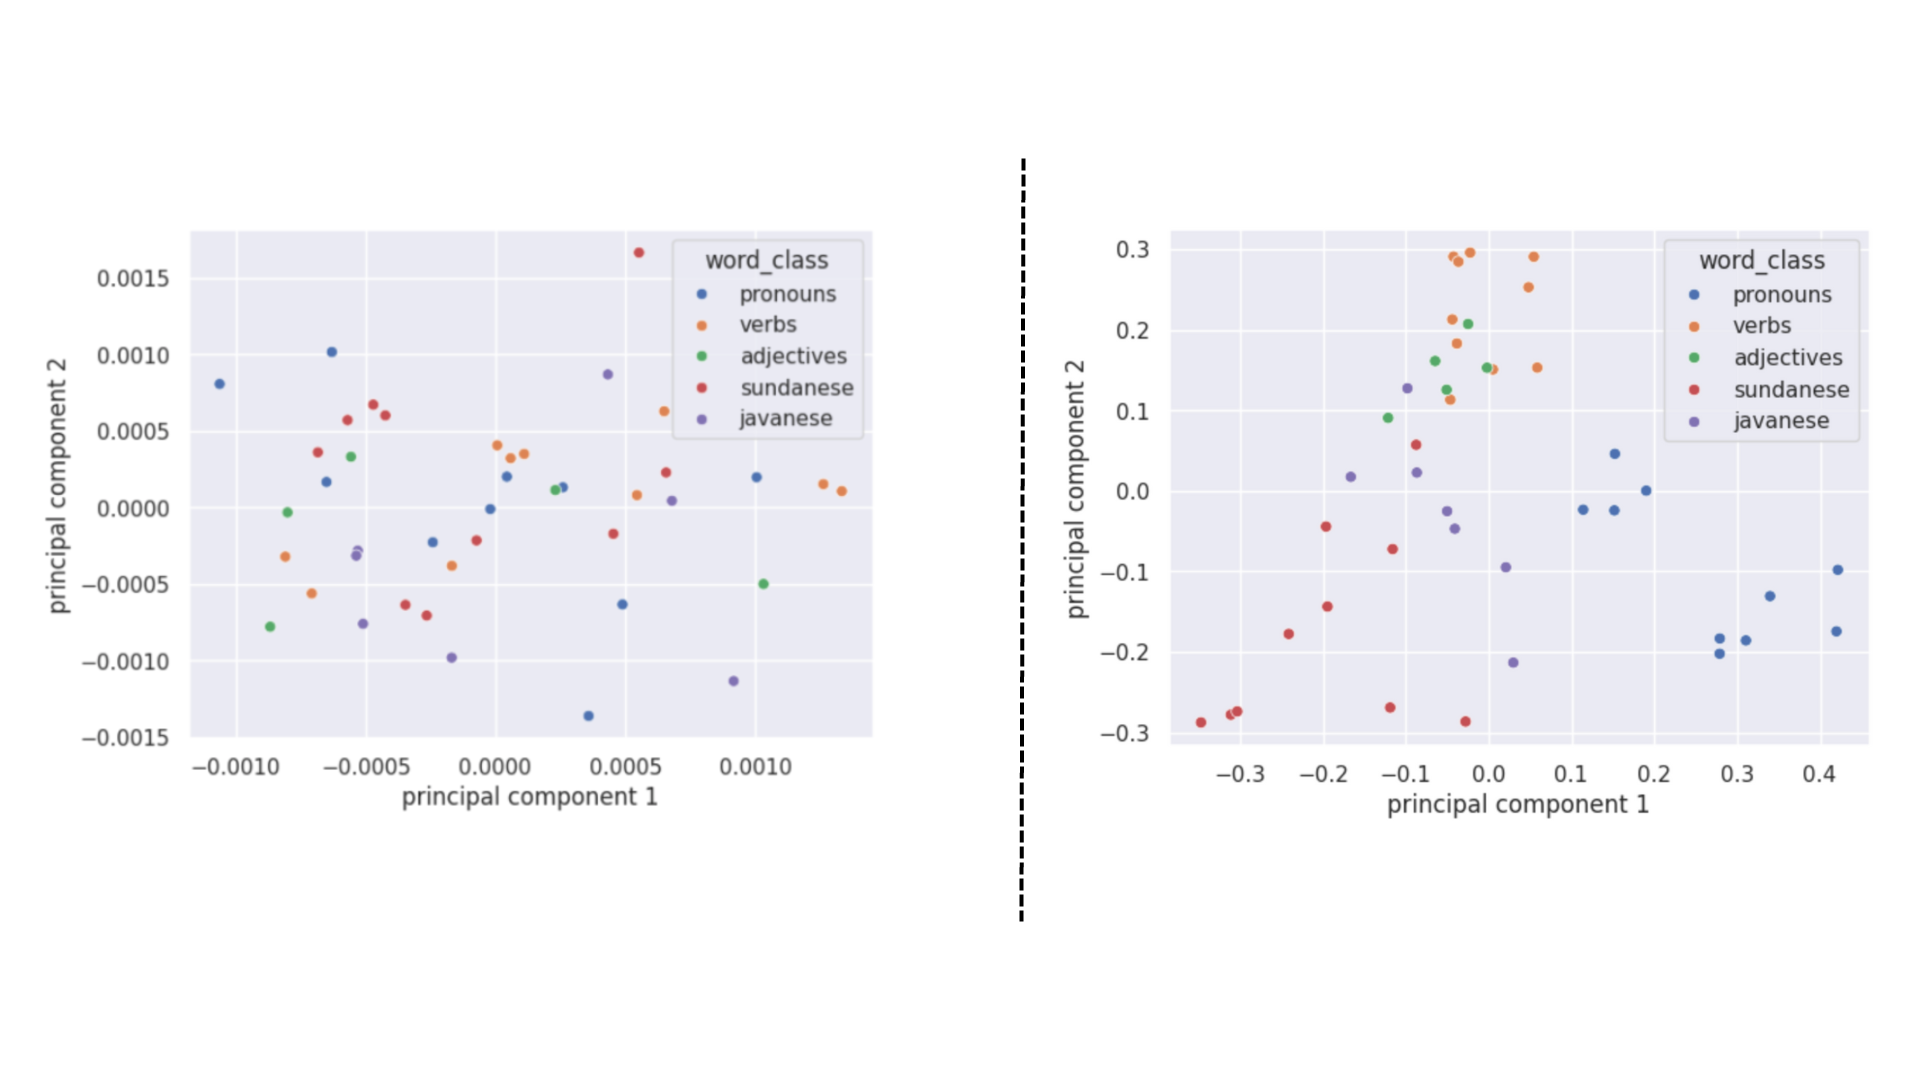 word_class
pronouns
verbs
adjectives
sundanese
javanese
0.0015
0.0010
0.0005
0.0000
−0.0005
−0.0010
−0.0015
principal component 2
−0.0010 −0.0005 0.0000 0.0005 0.0010
principal component 1
word_class
pronouns
verbs
adjectives
sundanese
javanese
0.3
0.2
0.1
0.0
−0.1
−0.2
−0.3
principal component 2
−0.3 −0.2 −0.1 0.0 0.1 0.2 0.3 0.4
principal component 1